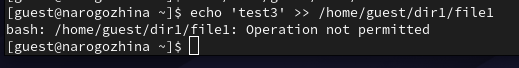 [guest@narogozhina ~]$ echo 'test3' >> /home/guest/dir1/file1
bash: /home/guest/dir1/file1: Operation not permitted
[guest@narogozhina ~]$